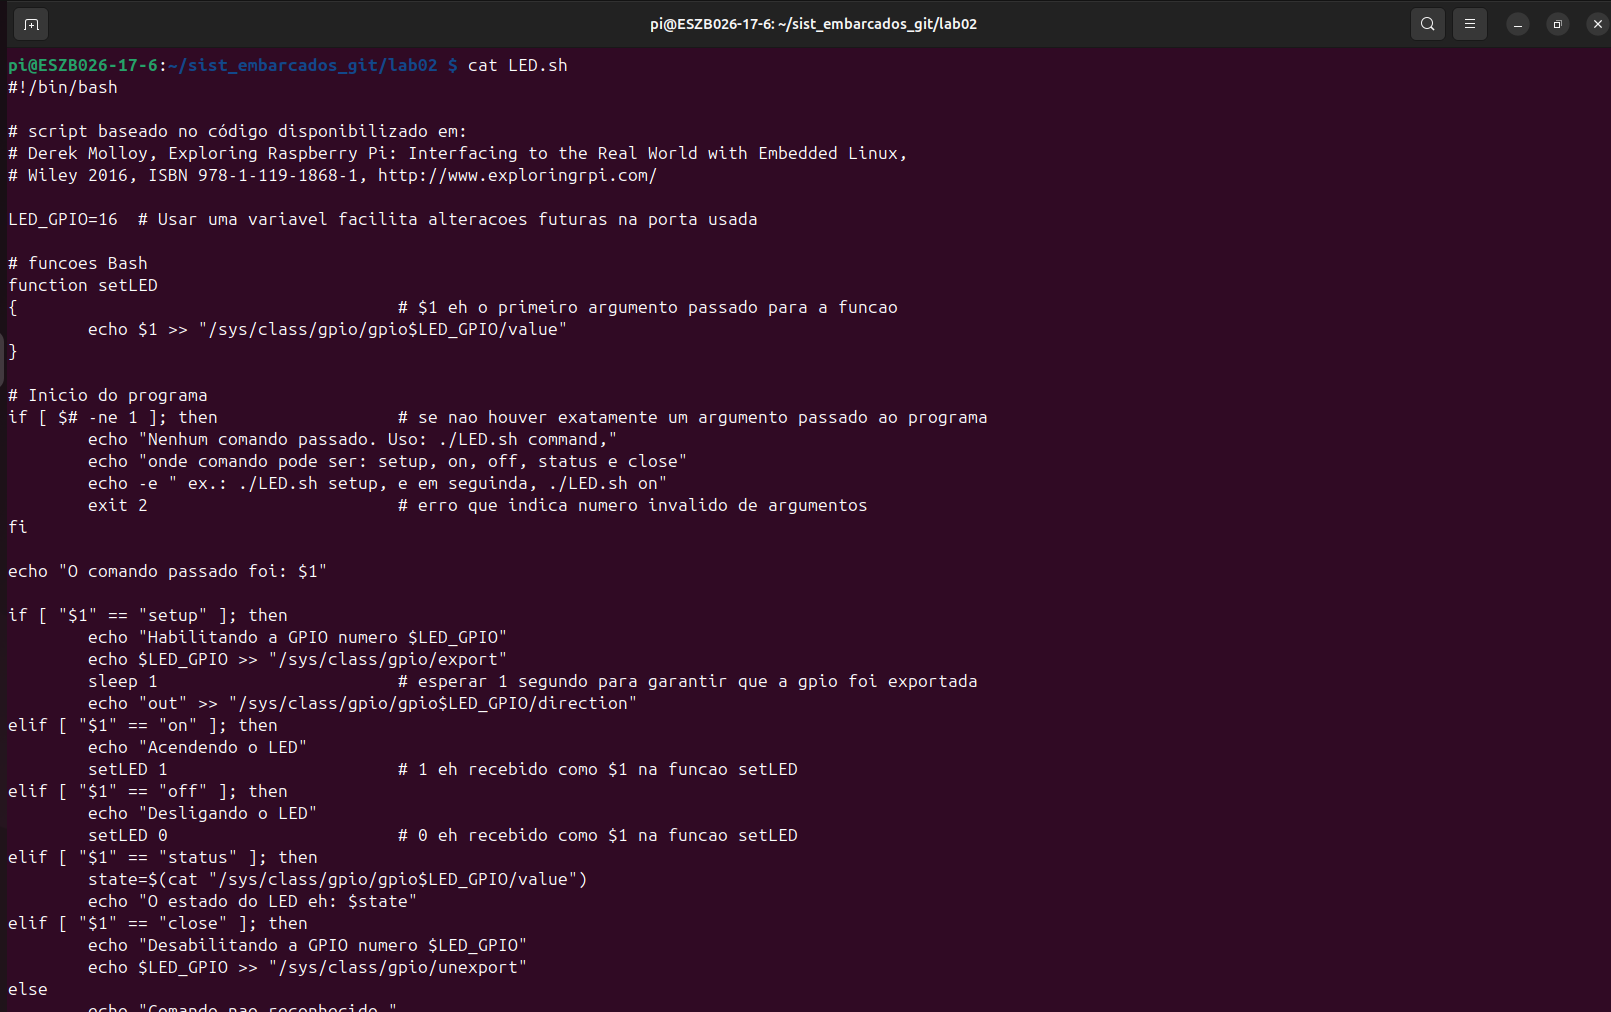 pi@ESZB026-17-6: ~/sist_embarcados_git/lab02
pi@ESZB026-17-6:~/sist_embarcados_git/lab02 $ cat LED.sh
#!/bin/bash
# script baseado no código disponibilizado em:
# Derek Molloy, Exploring Raspberry Pi: Interfacing to the Real World with Embedded Linux,
# Wiley 2016, ISBN 978-1-119-1868-1, http://www.exploringrpi.com/
LED_GPIO=16  # Usar uma variavel facilita alteracoes futuras na porta usada
# funcoes Bash
function setLED
{                                      # $1 eh o primeiro argumento passado para a funcao
        echo $1 >> "/sys/class/gpio/gpio$LED_GPIO/value"
}
# Inicio do programa
if [ $# -ne 1 ]; then                  # se nao houver exatamente um argumento passado ao programa
        echo "Nenhum comando passado. Uso: ./LED.sh command,"
        echo "onde comando pode ser: setup, on, off, status e close"
        echo -e " ex.: ./LED.sh setup, e em seguinda, ./LED.sh on"
        exit 2                         # erro que indica numero invalido de argumentos
fi
echo "O comando passado foi: $1"
if [ "$1" == "setup" ]; then
        echo "Habilitando a GPIO numero $LED_GPIO"
        echo $LED_GPIO >> "/sys/class/gpio/export"
        sleep 1                        # esperar 1 segundo para garantir que a gpio foi exportada
        echo "out" >> "/sys/class/gpio/gpio$LED_GPIO/direction"
elif [ "$1" == "on" ]; then
        echo "Acendendo o LED"
        setLED 1                       # 1 eh recebido como $1 na funcao setLED
elif [ "$1" == "off" ]; then
        echo "Desligando o LED"
        setLED 0                       # 0 eh recebido como $1 na funcao setLED
elif [ "$1" == "status" ]; then
        state=$(cat "/sys/class/gpio/gpio$LED_GPIO/value")
        echo "O estado do LED eh: $state"
elif [ "$1" == "close" ]; then
        echo "Desabilitando a GPIO numero $LED_GPIO"
        echo $LED_GPIO >> "/sys/class/gpio/unexport"
else
        echo "Comando nao reconhecido."